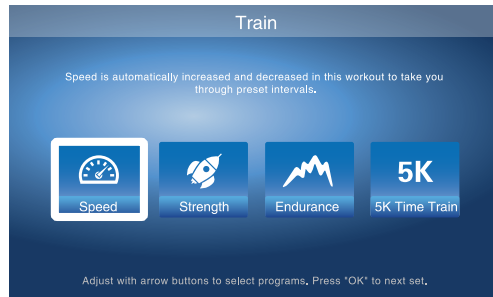 Train
Speed is automatically increased and decreased in this workout to take you
through preset intervals.
5K
Speed
Strength
Endurance
5K Time Train
Adjust with arrow buttons to select programs. Press "OK" to next set.